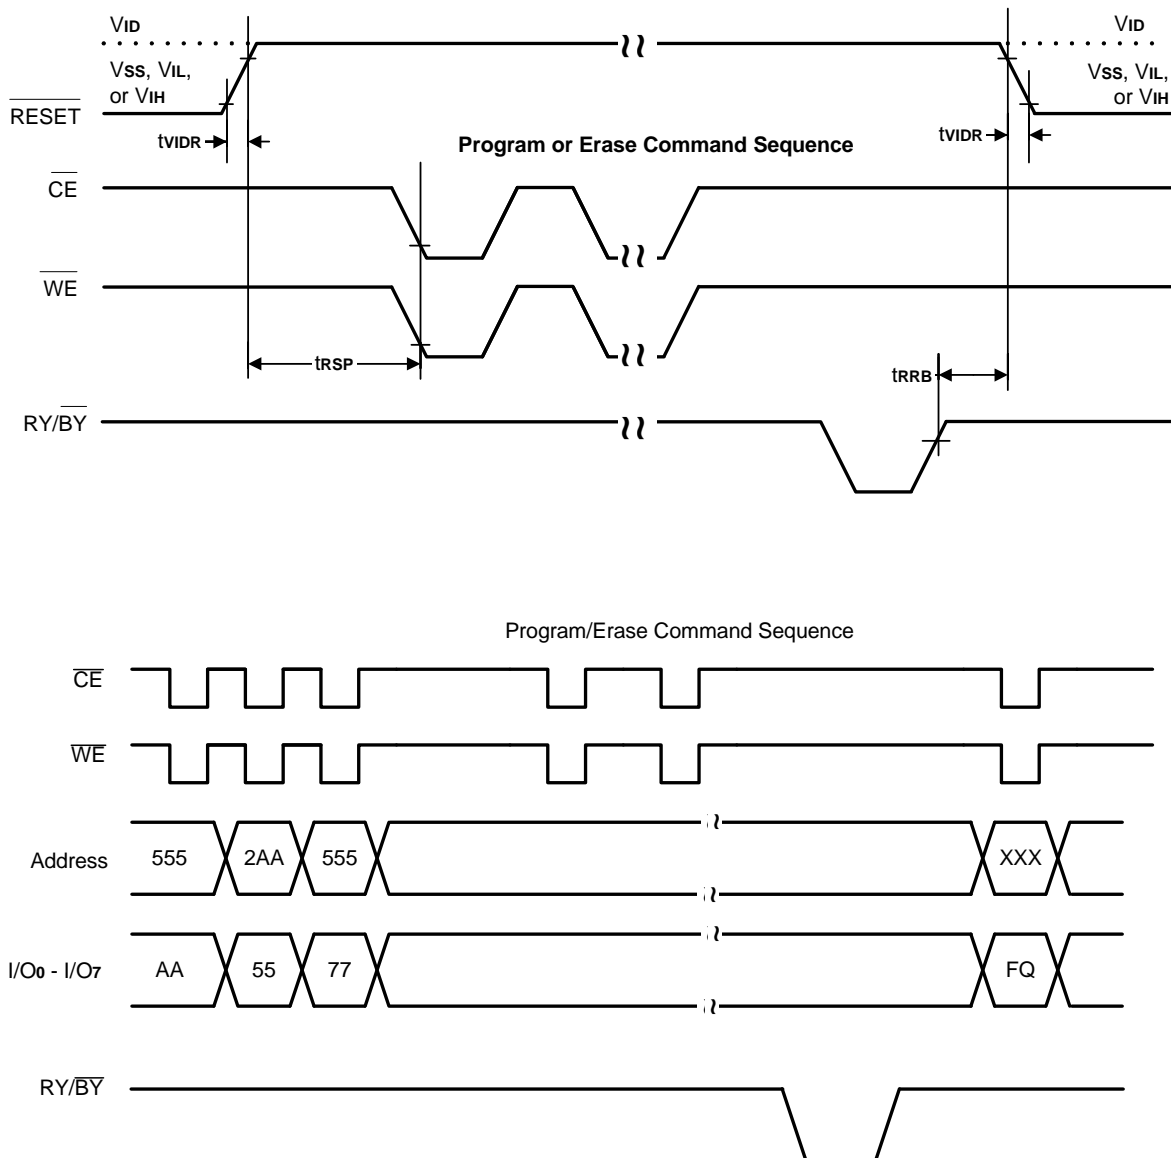 VID
VID
VSS, VIL,
or VIH
VSS, VIL,
or VIH
RESET
tVIDR
tVIDR
Program or Erase Command Sequence
CE
WE
tRSP
tRRB
RY/BY
Program/Erase Command Sequence
CE
WE
Address 555 2AA 555 XXX
I/O0 - I/O7 AA 55 77 FQ
RY/BY